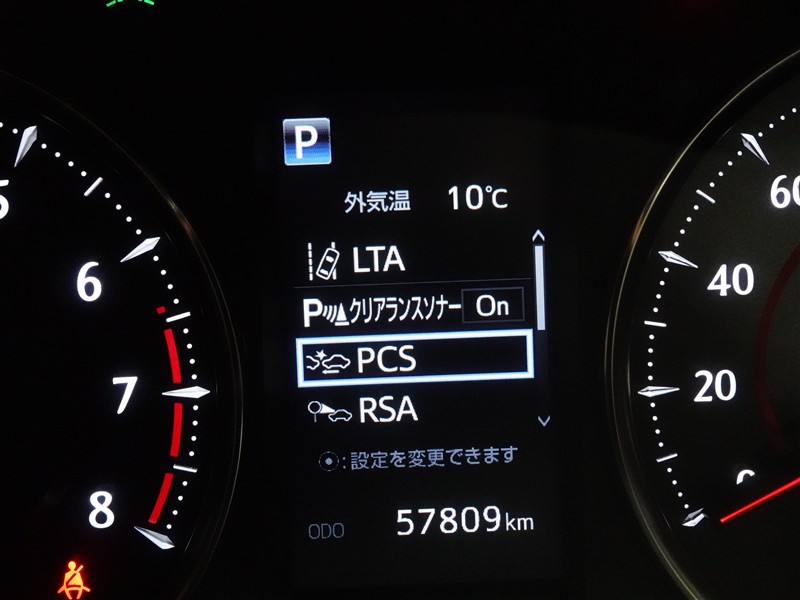 P
外気温 10℃
LTA
P クリアランスソナー On
PCS
RSA
:設定を変更できます
ODO 57809km
5
6
7
8
60
40
20
0